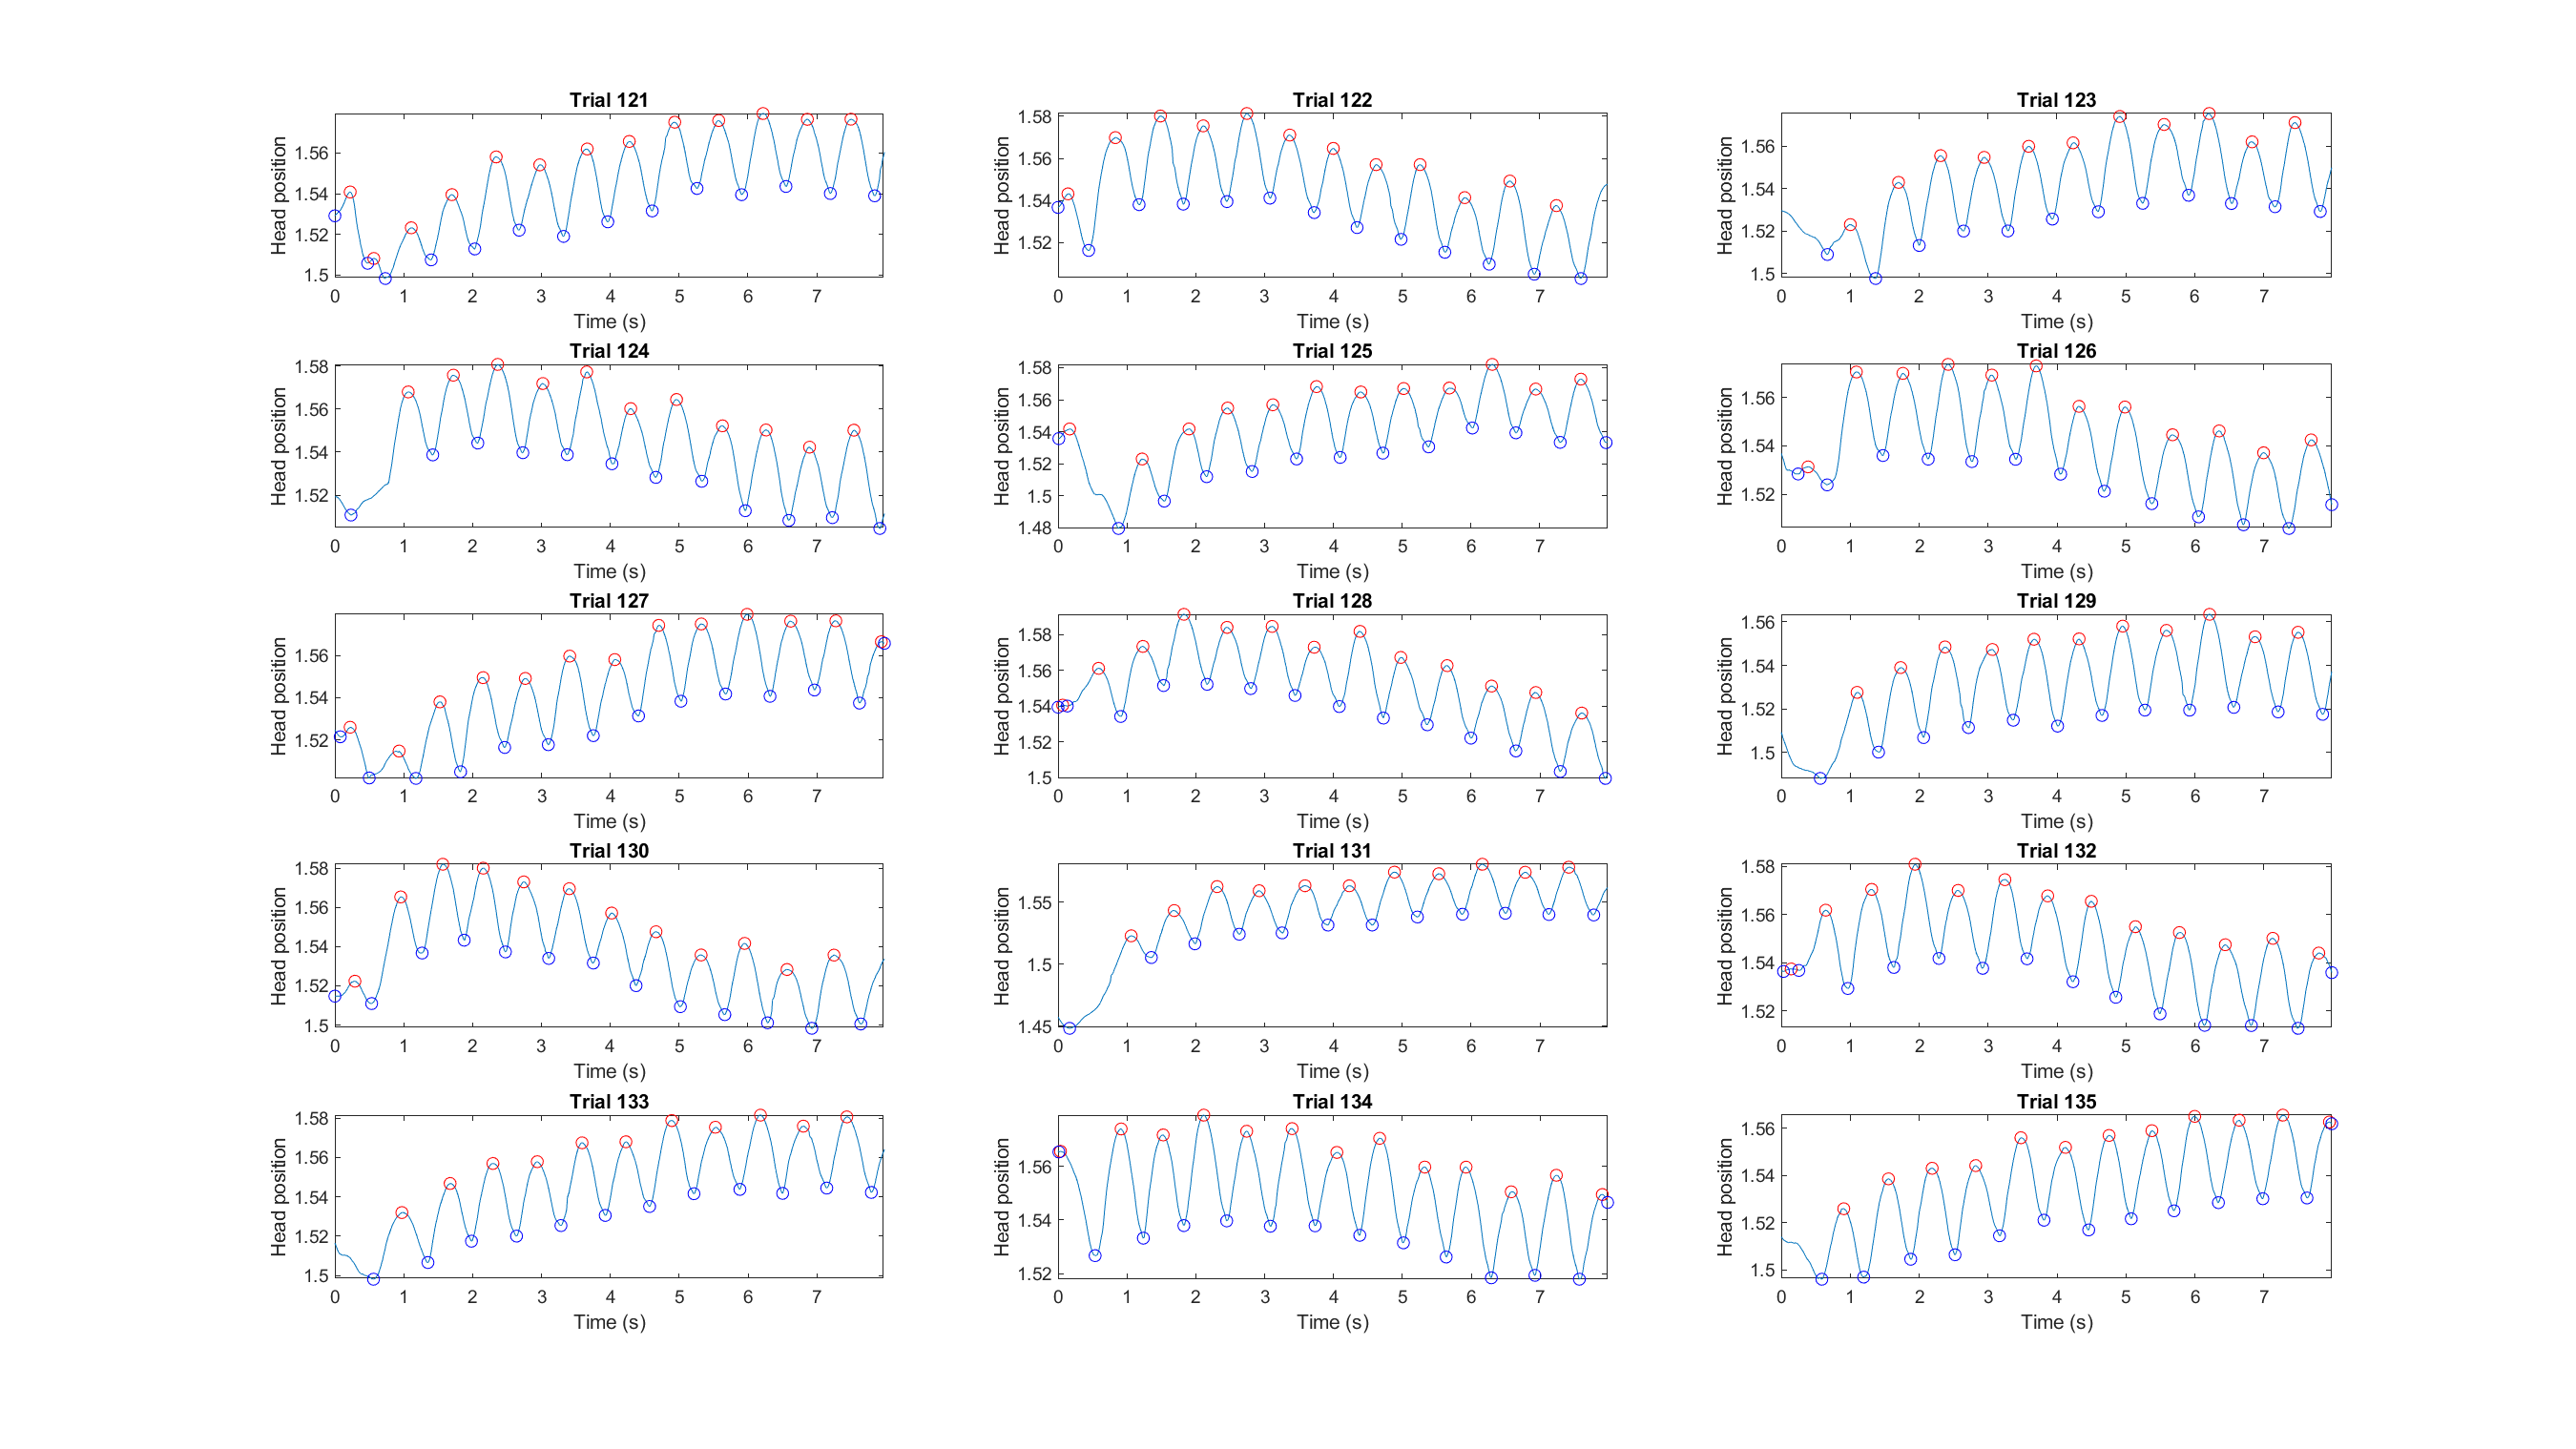 Trial 121
Head position
1.56
1.54
1.52
1.5
0 1 2 3 4 5 6 7
Time (s)
Trial 122
Head position
1.58
1.56
1.54
1.52
0 1 2 3 4 5 6 7
Time (s)
Trial 123
Head position
1.56
1.54
1.52
1.5
0 1 2 3 4 5 6 7
Time (s)
Trial 124
Head position
1.58
1.56
1.54
1.52
0 1 2 3 4 5 6 7
Time (s)
Trial 125
Head position
1.58
1.56
1.54
1.52
1.5
1.48
0 1 2 3 4 5 6 7
Time (s)
Trial 126
Head position
1.56
1.54
1.52
0 1 2 3 4 5 6 7
Time (s)
Trial 127
Head position
1.56
1.54
1.52
0 1 2 3 4 5 6 7
Time (s)
Trial 128
Head position
1.58
1.56
1.54
1.52
1.5
0 1 2 3 4 5 6 7
Time (s)
Trial 129
Head position
1.56
1.54
1.52
1.5
0 1 2 3 4 5 6 7
Time (s)
Trial 130
Head position
1.58
1.56
1.54
1.52
1.5
0 1 2 3 4 5 6 7
Time (s)
Trial 131
Head position
1.55
1.5
1.45
0 1 2 3 4 5 6 7
Time (s)
Trial 132
Head position
1.58
1.56
1.54
1.52
0 1 2 3 4 5 6 7
Time (s)
Trial 133
Head position
1.58
1.56
1.54
1.52
1.5
0 1 2 3 4 5 6 7
Time (s)
Trial 134
Head position
1.56
1.54
1.52
0 1 2 3 4 5 6 7
Time (s)
Trial 135
Head position
1.56
1.54
1.52
1.5
0 1 2 3 4 5 6 7
Time (s)